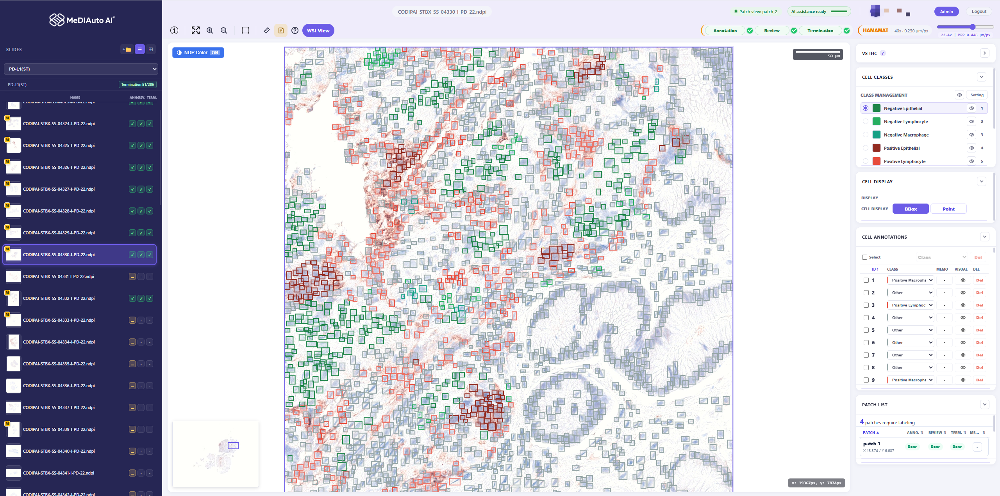 MeDIAuto AI®
SLIDES
PD-L1(ST)
PD-L1(ST)
Termination 51/286
NAME ANNO REV. TERM.
CODIPAI-STBX-SS-04323-I-PD-22.ndpi
M CODIPAI-STBX-SS-04324-I-PD-22.ndpi
M CODIPAI-STBX-SS-04325-I-PD-22.ndpi
M CODIPAI-STBX-SS-04326-I-PD-22.ndpi
M CODIPAI-STBX-SS-04327-I-PD-22.ndpi
M CODIPAI-STBX-SS-04328-I-PD-22.ndpi
M CODIPAI-STBX-SS-04329-I-PD-22.ndpi
M CODIPAI-STBX-SS-04330-I-PD-22.ndpi
CODIPAI-STBX-SS-04331-I-PD-22.ndpi ... - -
M CODIPAI-STBX-SS-04332-I-PD-22.ndpi
M CODIPAI-STBX-SS-04333-I-PD-22.ndpi ... - -
CODIPAI-STBX-SS-04334-I-PD-22.ndpi ... - -
CODIPAI-STBX-SS-04335-I-PD-22.ndpi ... - -
CODIPAI-STBX-SS-04336-I-PD-22.ndpi ... - -
CODIPAI-STBX-SS-04337-I-PD-22.ndpi ... - -
M CODIPAI-STBX-SS-04339-I-PD-22.ndpi ... - -
CODIPAI-STBX-SS-04340-I-PD-22.ndpi ... - -
CODIPAI-STBX-SS-04341-I-PD-22.ndpi ... - -
CODIPAI-STBX-SS-04342-I-PD-22.ndpi
CODIPAI-STBX-SS-04330-I-PD-22.ndpi
Patch view: patch_2
AI assistance ready
Admin
Logout
WSI View
Annotation
Review
Termination
HAMAMAT
40x · 0.230 µm/px
22.4x | MPP 0.446 µm/px
NDP Color ON
50 µm
x: 19367px, y: 7874px
VS IHC ?
CELL CLASSES
CLASS MANAGEMENT
Setting
Negative Epithelial 1
Negative Lymphocyte 2
Negative Macrophage 3
Positive Epithelial 4
Positive Lymphocyte 5
CELL DISPLAY
DISPLAY
CELL DISPLAY BBox Point
CELL ANNOTATIONS
Select Class Del
ID ↑ CLASS MEMO VISUAL DEL
1 Positive Macropha - Del
2 Other - Del
3 Positive Lymphoc - Del
4 Other - Del
5 Other - Del
6 Other - Del
7 Other - Del
8 Other - Del
9 Positive Macropha - Del
PATCH LIST
4 patches require labeling
PATCH ▲ ANNO. ⇅ REVIEW ⇅ TERM. ⇅ ME... ⇅
patch_1 Done Done Done -
X 13,374 / Y 6,687